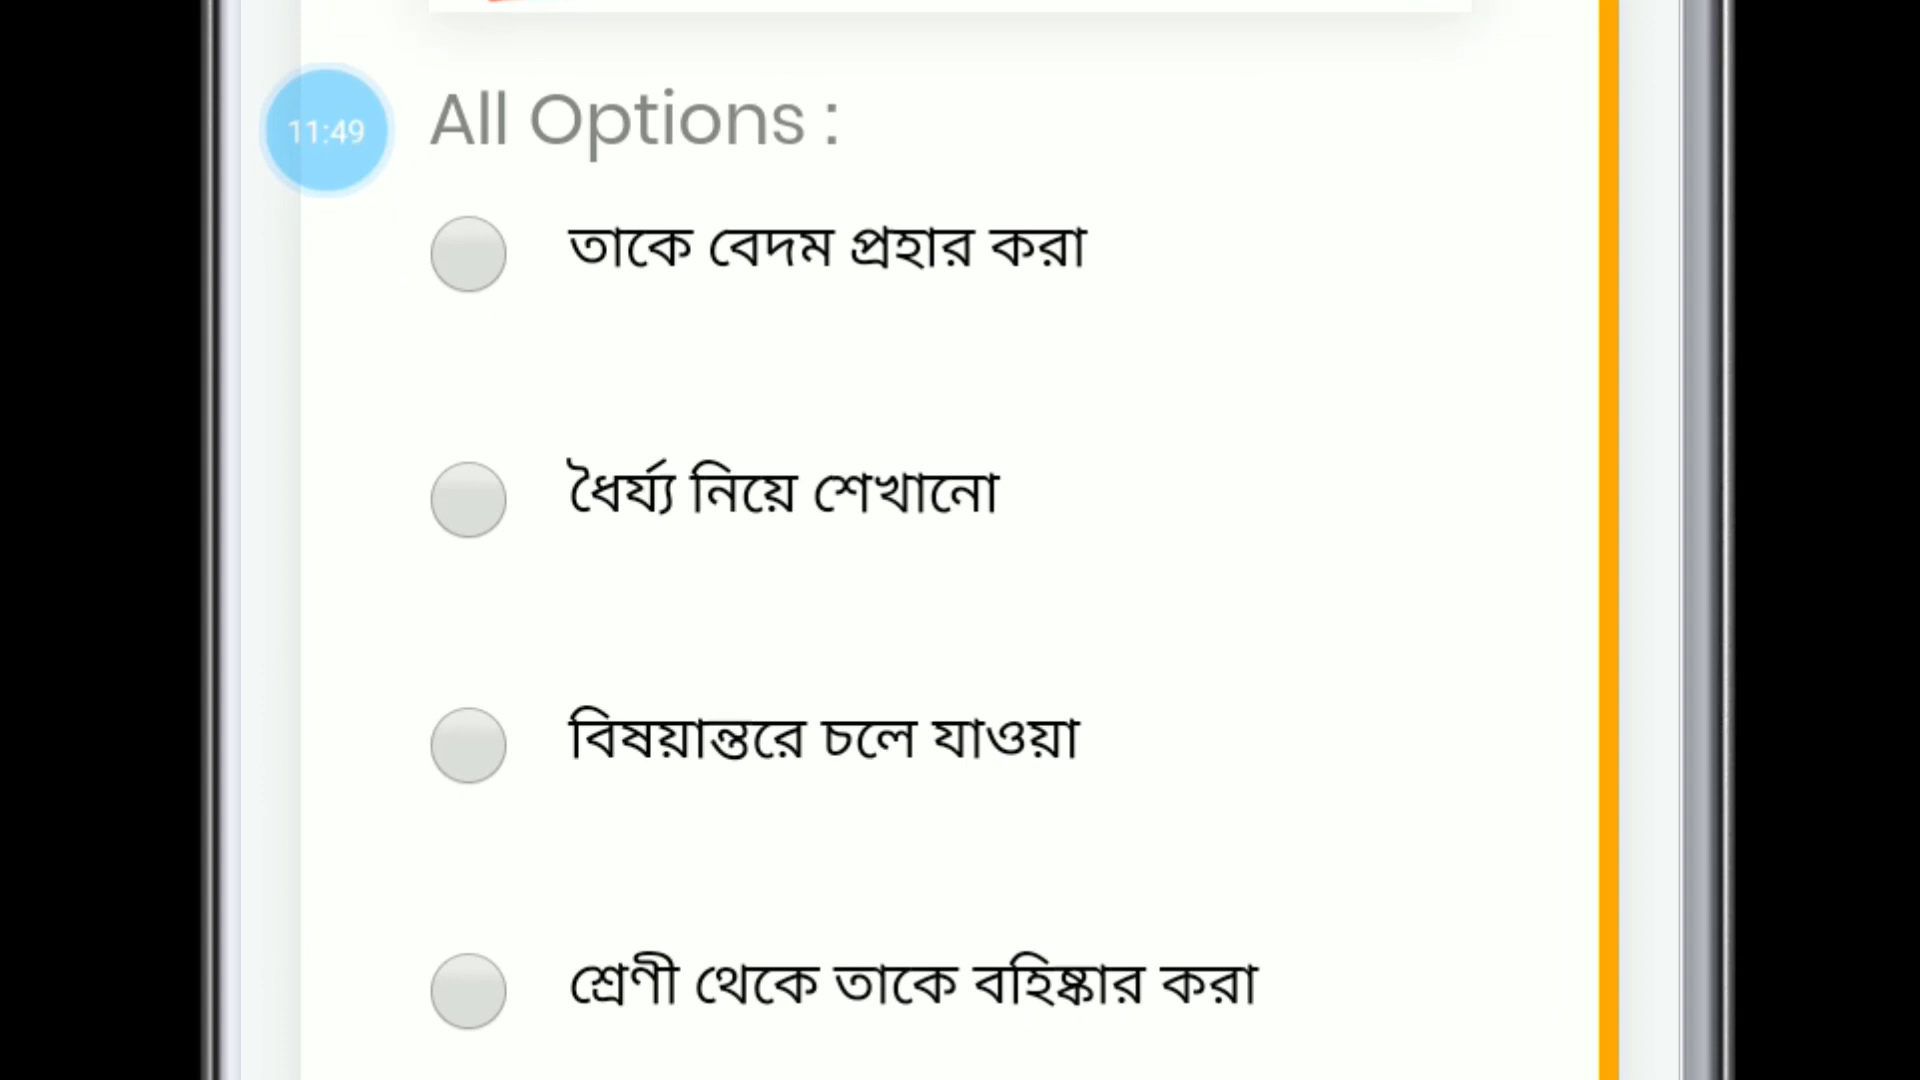 All Options :
11:49
তাকে বেদম প্রহার করা
ধৈর্য্য নিয়ে শেখানো
বিষয়ান্তরে চলে যাওয়া
শ্রেণী থেকে তাকে বহিষ্কার করা